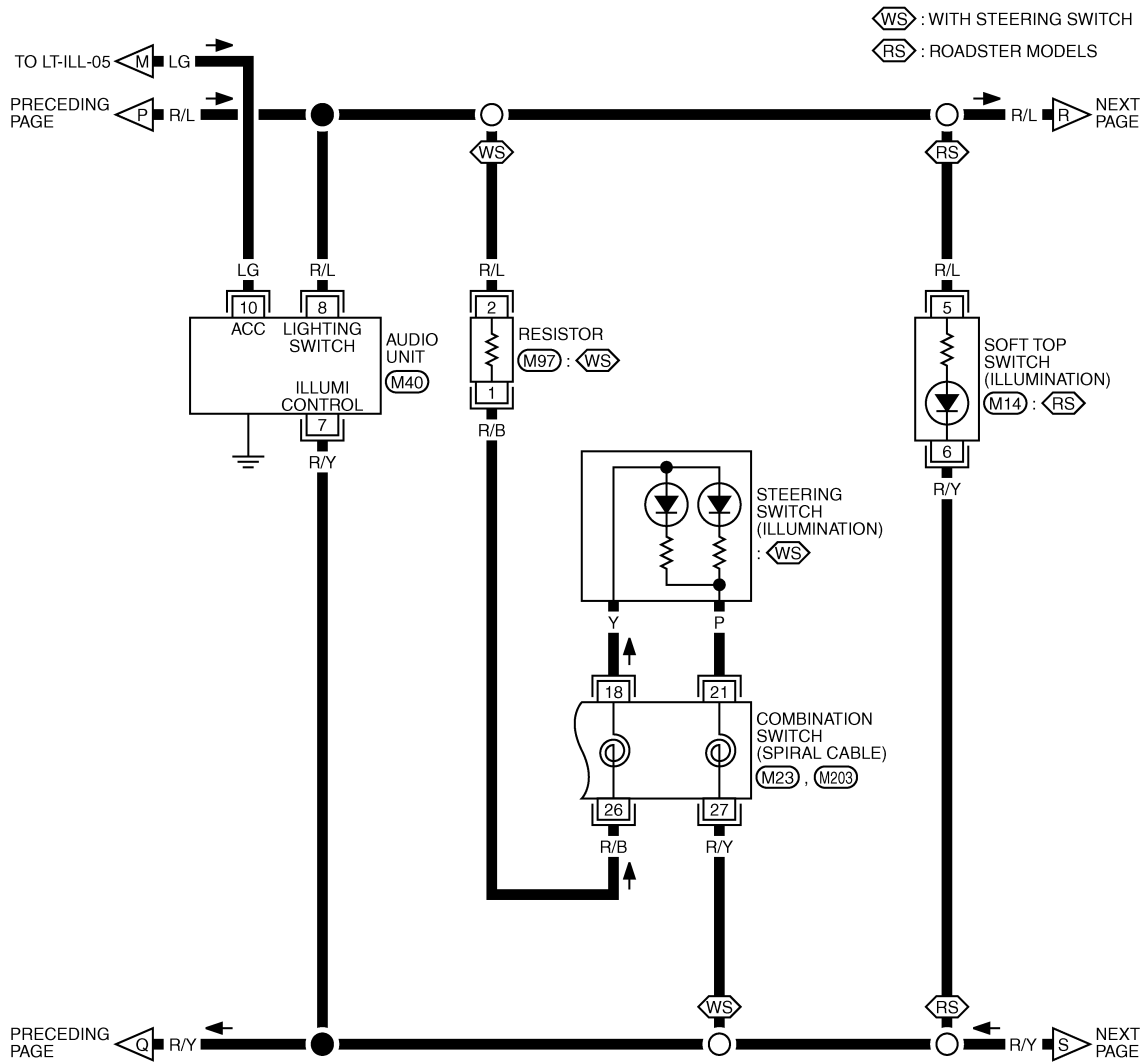 WS : WITH STEERING SWITCH
RS : ROADSTER MODELS
TO LT-ILL-05 M LG
PRECEDING
PAGE
P R/L
R/L R
NEXT
PAGE
WS
RS
LG
R/L
R/L
R/L
10
8
2
5
ACC
LIGHTING
SWITCH
ILLUMI
CONTROL
7
AUDIO
UNIT
M40
R/Y
RESISTOR
M97 : WS
1
R/B
SOFT TOP
SWITCH
(ILLUMINATION)
M14 : RS
6
R/Y
STEERING
SWITCH
(ILLUMINATION)
: WS
Y
P
18
21
COMBINATION
SWITCH
(SPIRAL CABLE)
M23 , M203
26
27
R/B
R/Y
WS
RS
PRECEDING
PAGE
Q R/Y
R/Y S
NEXT
PAGE